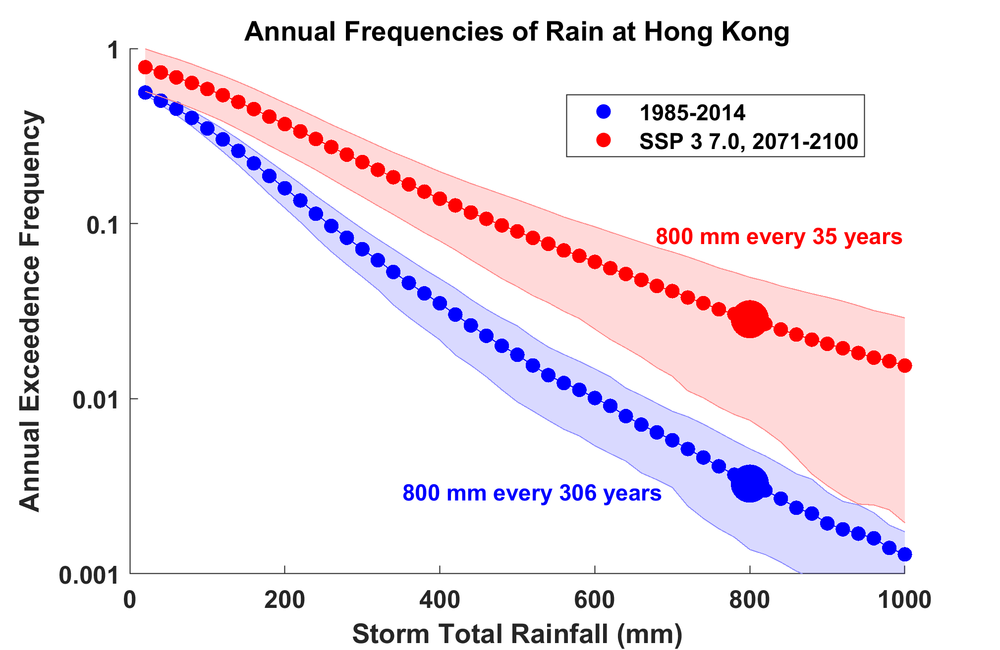 Annual Frequencies of Rain at Hong Kong
1
0.1
0.01
0.001
Annual Exceedence Frequency
1985-2014
SSP 3 7.0, 2071-2100
800 mm every 35 years
800 mm every 306 years
0 200 400 600 800 1000
Storm Total Rainfall (mm)